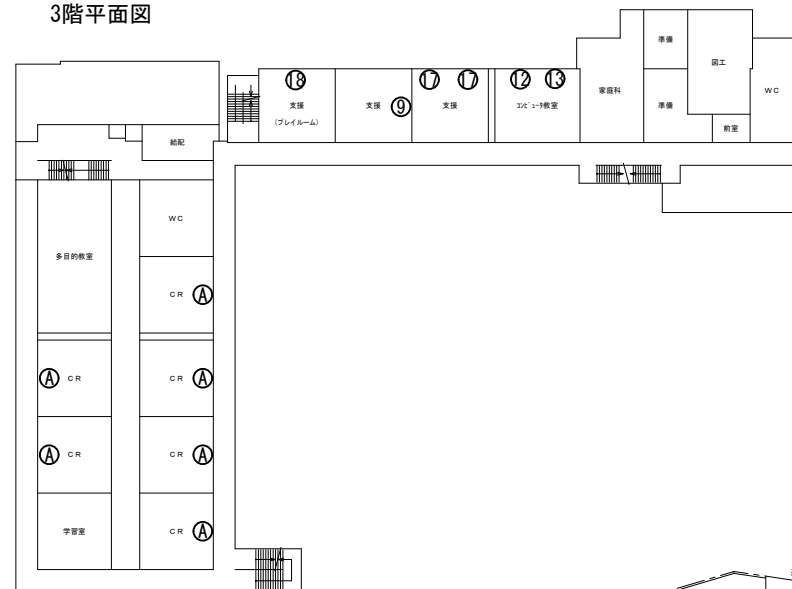 3階平面図
準備
図工
⑱
⑰
⑰
⑫
⑬
支援
(プレイルーム)
支援
⑨
支援
コンピュータ教室
家庭科
準備
WC
前室
給配
WC
多目的教室
CR
Ⓐ
Ⓐ
CR
CR
Ⓐ
Ⓐ
CR
CR
Ⓐ
学習室
CR
Ⓐ